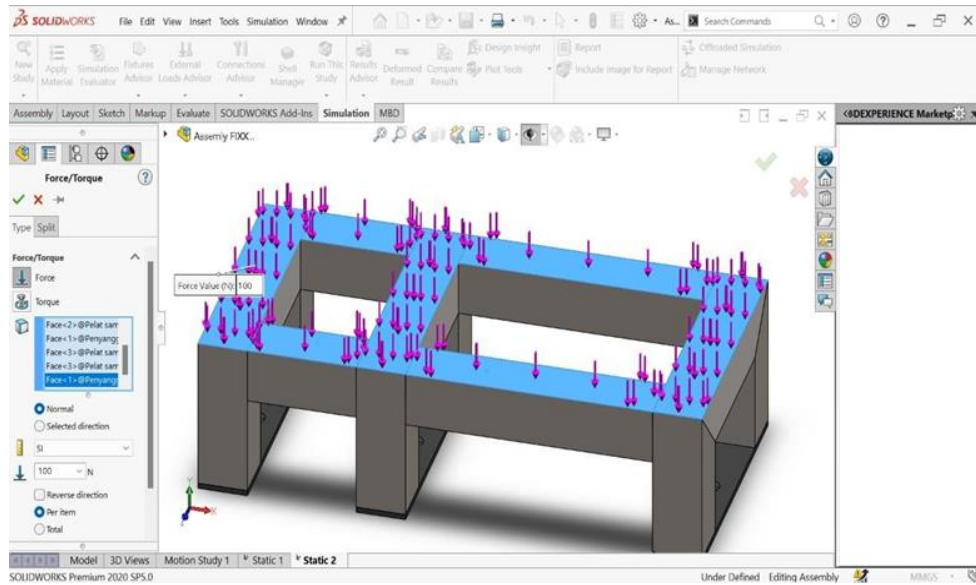 SOLIDWORKS File Edit View Insert Tools Simulation Window As... Search Commands
New Study Apply Material Simulation Evaluator Fixtures Advisor External Loads Advisor Connections Advisor Shell Manager Run This Study Results Advisor Deformed Result Compare Results Design Insight Plot Tools Report Include Image for Report Offloaded Simulation Manage Network
Assembly Layout Sketch Markup Evaluate SOLIDWORKS Add-Ins Simulation MBD
Assemly FIXX...
Force/Torque
Type Split
Force/Torque
Force
Torque
Face<2>@Pelat sam
Face<1>@Penyangg
Face<3>@Pelat sam
Face<3>@Pelat sam
Face<1>@Penyangg
Normal
Selected direction
SI
100 N
Reverse direction
Per item
Total
Force Value (N): 100
Model 3D Views Motion Study 1 Static 1 Static 2
SOLIDWORKS Premium 2020 SP5.0 Under Defined Editing Assembly MMGS